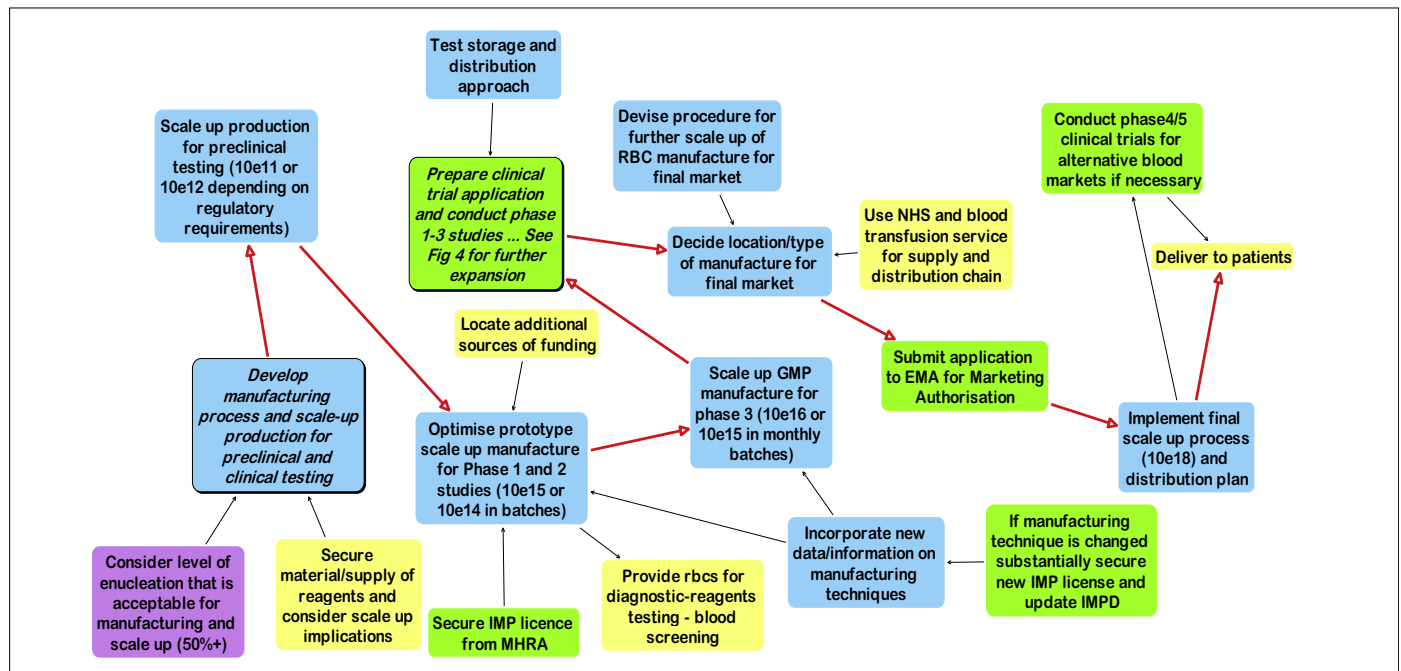 Test storage and
distribution
approach
Scale up production
for preclinical
testing (10e11 or
10e12 depending on
regulatory
requirements)
Prepare clinical
trial application
and conduct phase
1-3 studies ... See
Fig 4 for further
expansion
Devise procedure for
further scale up of
RBC manufacture for
final market
Conduct phase4/5
clinical trials for
alternative blood
markets if necessary
Use NHS and blood
transfusion service
for supply and
distribution chain
Decide location/type
of manufacture for
final market
Deliver to patients
Locate additional
sources of funding
Submit application
to EMA for Marketing
Authorisation
Develop
manufacturing
process and scale-up
production for
preclinical and
clinical testing
Scale up GMP
manufacture for
phase 3 (10e16 or
10e15 in monthly
batches)
Optimise prototype
scale up manufacture
for Phase 1 and 2
studies (10e15 or
10e14 in batches)
Implement final
scale up process
(10e18) and
distribution plan
Consider level of
enucleation that is
acceptable for
manufacturing and
scale up (50%+)
Secure
material/supply of
reagents and
consider scale up
implications
Secure IMP licence
from MHRA
Provide rbcs for
diagnostic-reagents
testing - blood
screening
Incorporate new
data/information on
manufacturing
techniques
If manufacturing
technique is changed
substantially secure
new IMP license and
update IMPD